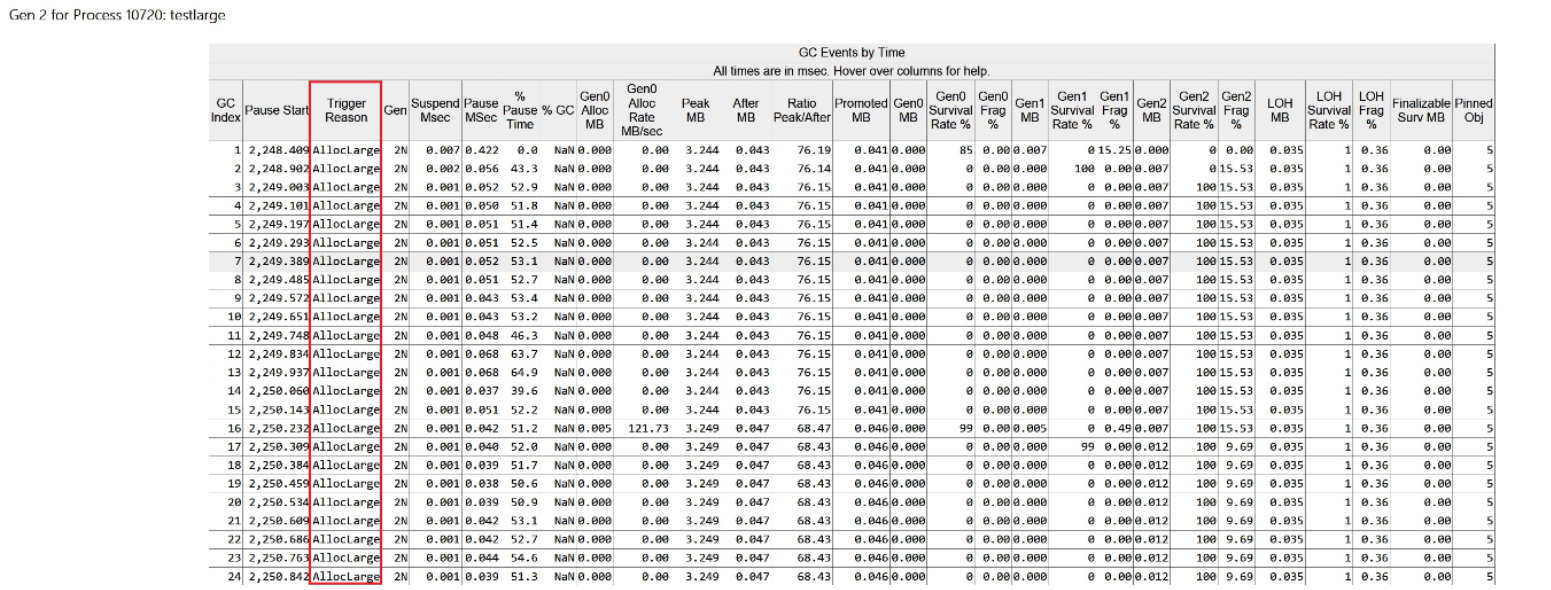 Gen 2 for Process 10720: testlarge
GC Events by Time
All times are in msec. Hover over columns for help.
GC Index Pause Start Trigger Reason Gen Suspend Msec Pause MSec % Pause Time % GC Gen0 Alloc MB Gen0 Alloc Rate MB/sec Peak MB After MB Ratio Peak/After Promoted MB Gen0 MB Gen0 Survival Rate % Gen0 Frag % Gen1 MB Gen1 Survival Rate % Gen1 Frag % Gen2 MB Gen2 Survival Rate % Gen2 Frag % LOH MB LOH Survival Rate % LOH Frag % Finalizable Surv MB Pinned Obj
1 2,248.409 AllocLarge 2N 0.007 0.422 0.0 NaN 0.000 0.00 3.244 0.043 76.19 0.041 0.000 85 0.00 0.007 0 15.25 0.000 0 0.00 0.035 1 0.36 0.00 5
2 2,248.902 AllocLarge 2N 0.002 0.056 43.3 NaN 0.000 0.00 3.244 0.043 76.14 0.041 0.000 0 0.00 0.000 100 0.00 0.007 0 15.53 0.035 1 0.36 0.00 5
3 2,249.003 AllocLarge 2N 0.001 0.052 52.9 NaN 0.000 0.00 3.244 0.043 76.15 0.041 0.000 0 0.00 0.000 0 0.00 0.007 100 15.53 0.035 1 0.36 0.00 5
4 2,249.101 AllocLarge 2N 0.001 0.050 51.8 NaN 0.000 0.00 3.244 0.043 76.15 0.041 0.000 0 0.00 0.000 0 0.00 0.007 100 15.53 0.035 1 0.36 0.00 5
5 2,249.197 AllocLarge 2N 0.001 0.051 51.4 NaN 0.000 0.00 3.244 0.043 76.15 0.041 0.000 0 0.00 0.000 0 0.00 0.007 100 15.53 0.035 1 0.36 0.00 5
6 2,249.293 AllocLarge 2N 0.001 0.051 52.5 NaN 0.000 0.00 3.244 0.043 76.15 0.041 0.000 0 0.00 0.000 0 0.00 0.007 100 15.53 0.035 1 0.36 0.00 5
7 2,249.389 AllocLarge 2N 0.001 0.052 53.1 NaN 0.000 0.00 3.244 0.043 76.15 0.041 0.000 0 0.00 0.000 0 0.00 0.007 100 15.53 0.035 1 0.36 0.00 5
8 2,249.485 AllocLarge 2N 0.001 0.051 52.7 NaN 0.000 0.00 3.244 0.043 76.15 0.041 0.000 0 0.00 0.000 0 0.00 0.007 100 15.53 0.035 1 0.36 0.00 5
9 2,249.572 AllocLarge 2N 0.001 0.043 53.4 NaN 0.000 0.00 3.244 0.043 76.15 0.041 0.000 0 0.00 0.000 0 0.00 0.007 100 15.53 0.035 1 0.36 0.00 5
10 2,249.651 AllocLarge 2N 0.001 0.043 53.2 NaN 0.000 0.00 3.244 0.043 76.15 0.041 0.000 0 0.00 0.000 0 0.00 0.007 100 15.53 0.035 1 0.36 0.00 5
11 2,249.748 AllocLarge 2N 0.001 0.048 46.3 NaN 0.000 0.00 3.244 0.043 76.15 0.041 0.000 0 0.00 0.000 0 0.00 0.007 100 15.53 0.035 1 0.36 0.00 5
12 2,249.834 AllocLarge 2N 0.001 0.068 63.7 NaN 0.000 0.00 3.244 0.043 76.15 0.041 0.000 0 0.00 0.000 0 0.00 0.007 100 15.53 0.035 1 0.36 0.00 5
13 2,249.937 AllocLarge 2N 0.001 0.068 64.9 NaN 0.000 0.00 3.244 0.043 76.15 0.041 0.000 0 0.00 0.000 0 0.00 0.007 100 15.53 0.035 1 0.36 0.00 5
14 2,250.060 AllocLarge 2N 0.001 0.037 39.6 NaN 0.000 0.00 3.244 0.043 76.15 0.041 0.000 0 0.00 0.000 0 0.00 0.007 100 15.53 0.035 1 0.36 0.00 5
15 2,250.143 AllocLarge 2N 0.001 0.051 52.2 NaN 0.000 0.00 3.244 0.043 76.15 0.041 0.000 0 0.00 0.000 0 0.00 0.007 100 15.53 0.035 1 0.36 0.00 5
16 2,250.232 AllocLarge 2N 0.001 0.042 51.2 NaN 0.005 121.73 3.249 0.047 68.47 0.046 0.000 99 0.00 0.005 0 0.49 0.007 100 15.53 0.035 1 0.36 0.00 5
17 2,250.309 AllocLarge 2N 0.001 0.040 52.0 NaN 0.000 0.00 3.249 0.047 68.43 0.046 0.000 0 0.00 0.000 99 0.00 0.012 100 9.69 0.035 1 0.36 0.00 5
18 2,250.384 AllocLarge 2N 0.001 0.039 51.7 NaN 0.000 0.00 3.249 0.047 68.43 0.046 0.000 0 0.00 0.000 0 0.00 0.012 100 9.69 0.035 1 0.36 0.00 5
19 2,250.459 AllocLarge 2N 0.001 0.038 50.6 NaN 0.000 0.00 3.249 0.047 68.43 0.046 0.000 0 0.00 0.000 0 0.00 0.012 100 9.69 0.035 1 0.36 0.00 5
20 2,250.534 AllocLarge 2N 0.001 0.039 50.9 NaN 0.000 0.00 3.249 0.047 68.43 0.046 0.000 0 0.00 0.000 0 0.00 0.012 100 9.69 0.035 1 0.36 0.00 5
21 2,250.609 AllocLarge 2N 0.001 0.042 53.1 NaN 0.000 0.00 3.249 0.047 68.43 0.046 0.000 0 0.00 0.000 0 0.00 0.012 100 9.69 0.035 1 0.36 0.00 5
22 2,250.686 AllocLarge 2N 0.001 0.042 52.7 NaN 0.000 0.00 3.249 0.047 68.43 0.046 0.000 0 0.00 0.000 0 0.00 0.012 100 9.69 0.035 1 0.36 0.00 5
23 2,250.763 AllocLarge 2N 0.001 0.044 54.6 NaN 0.000 0.00 3.249 0.047 68.43 0.046 0.000 0 0.00 0.000 0 0.00 0.012 100 9.69 0.035 1 0.36 0.00 5
24 2,250.842 AllocLarge 2N 0.001 0.039 51.3 NaN 0.000 0.00 3.249 0.047 68.43 0.046 0.000 0 0.00 0.000 0 0.00 0.012 100 9.69 0.035 1 0.36 0.00 5